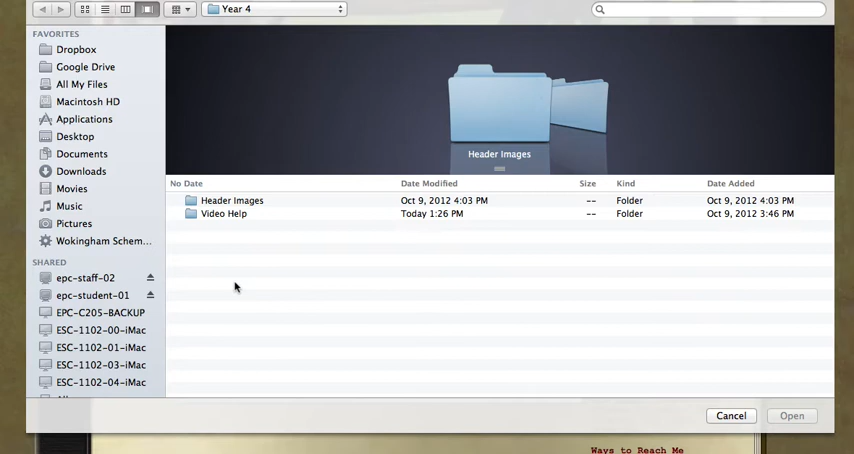 Year 4
FAVORITES
Dropbox
Google Drive
All My Files
Macintosh HD
Applications
Desktop
Documents
Downloads
Movies
Music
Pictures
Wokingham Schem...
SHARED
epc-staff-02
epc-student-01
EPC-C205-BACKUP
ESC-1102-00-iMac
ESC-1102-01-iMac
ESC-1102-03-iMac
ESC-1102-04-iMac
Header Images
No Date Date Modified Size Kind Date Added
Header Images Oct 9, 2012 4:03 PM -- Folder Oct 9, 2012 4:03 PM
Video Help Today 1:26 PM -- Folder Oct 9, 2012 3:46 PM
Cancel Open
Ways to Reach Me